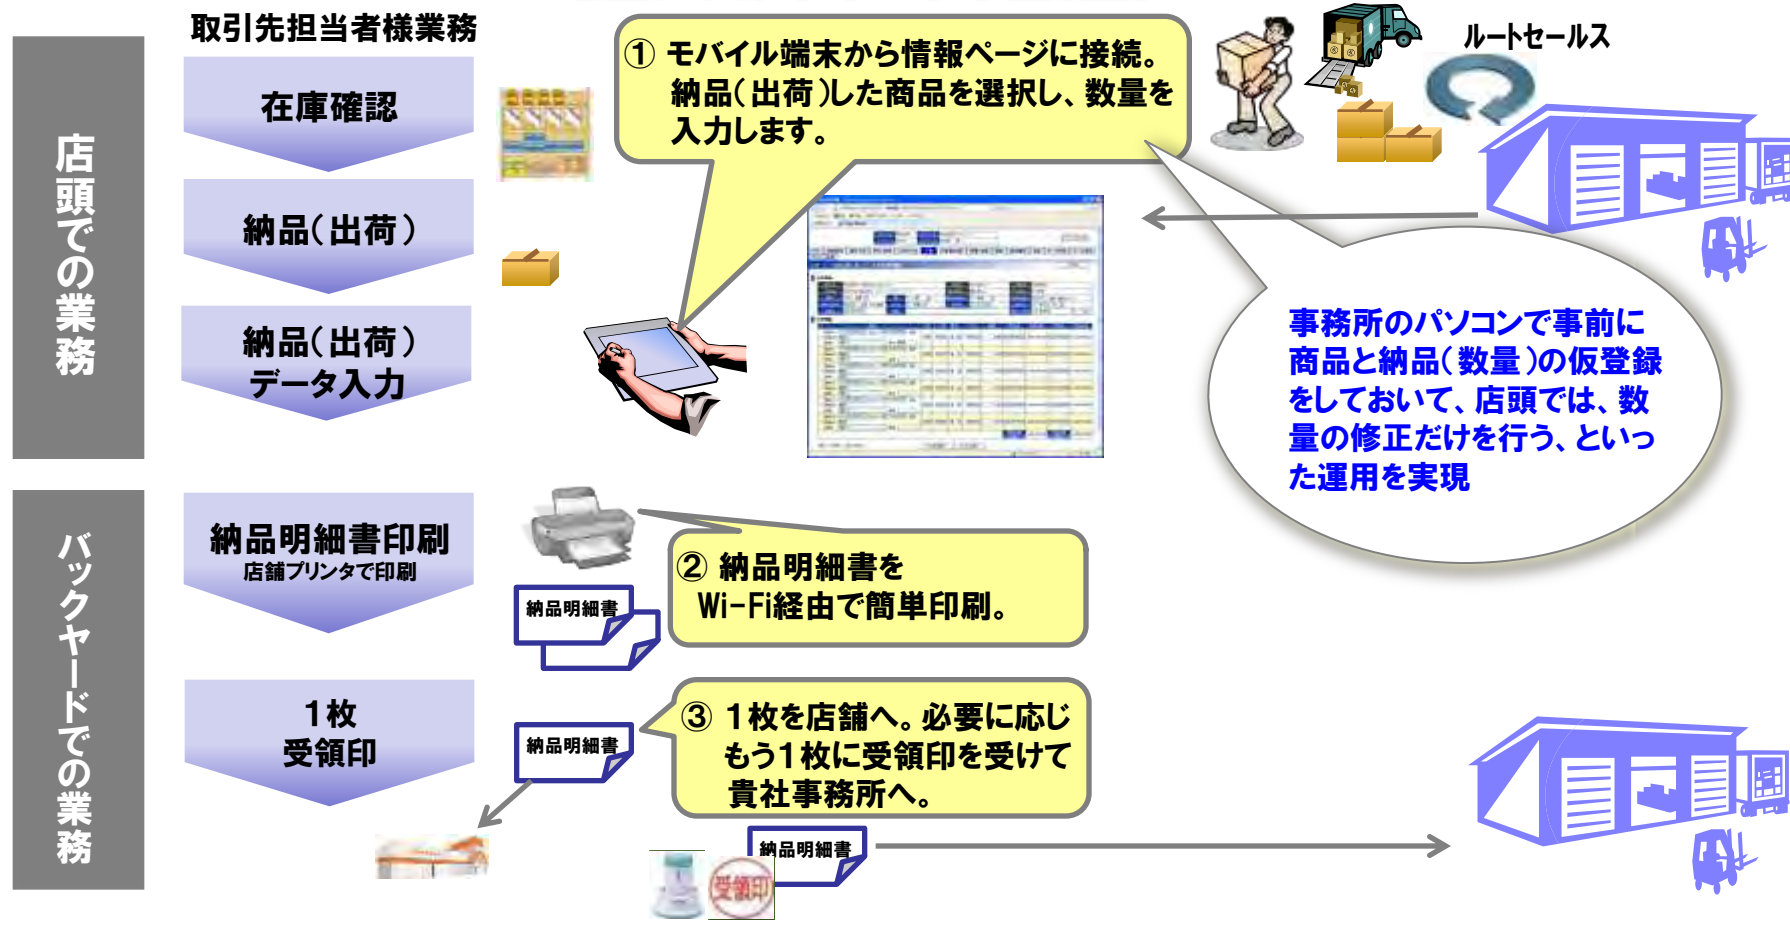 取引先担当者様業務
店頭での業務
在庫確認
納品(出荷)
納品(出荷)
データ入力
① モバイル端末から情報ページに接続。
納品(出荷)した商品を選択し、数量を
入力します。
ルートセールス
事務所のパソコンで事前に
商品と納品(数量)の仮登録
をしておいて、店頭では、数
量の修正だけを行う、といっ
た運用を実現
バックヤードでの業務
納品明細書印刷
店舗プリンタで印刷
納品明細書
② 納品明細書を
Wi-Fi経由で簡単印刷。
1枚
受領印
納品明細書
③ 1枚を店舗へ。必要に応じ
もう1枚に受領印を受けて
貴社事務所へ。
納品明細書
受領印